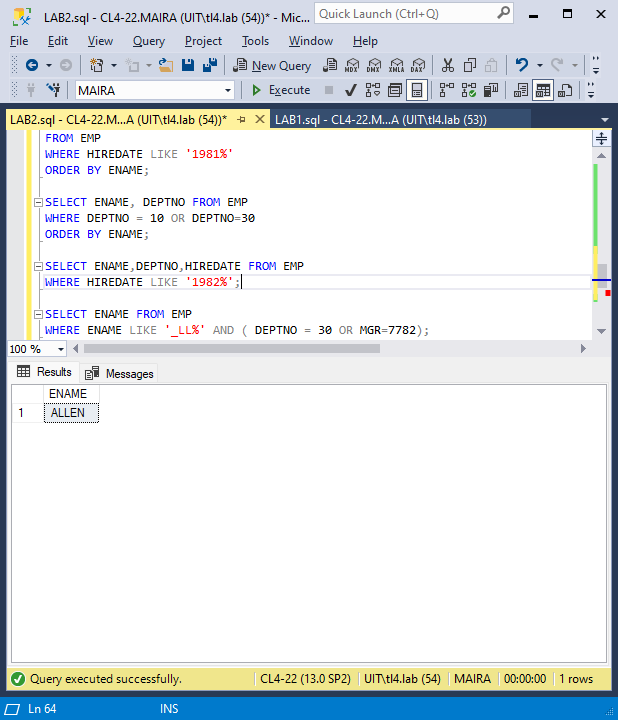 LAB2.sql - CL4-22.MAIRA (UIT\tl4.lab (54))* - Mic...
Quick Launch (Ctrl+Q)
File Edit View Query Project Tools Window Help
New Query
MDX DMX XMLA DAX
MAIRA
Execute
LAB2.sql - CL4-22.M...A (UIT\tl4.lab (54))*
LAB1.sql - CL4-22.M...A (UIT\tl4.lab (53))
FROM EMP
WHERE HIREDATE LIKE '1981%'
ORDER BY ENAME;
SELECT ENAME, DEPTNO FROM EMP
WHERE DEPTNO = 10 OR DEPTNO=30
ORDER BY ENAME;
SELECT ENAME,DEPTNO,HIREDATE FROM EMP
WHERE HIREDATE LIKE '1982%';
SELECT ENAME FROM EMP
WHERE ENAME LIKE '_LL%' AND ( DEPTNO = 30 OR MGR=7782);
100 %
Results Messages
ENAME
1 ALLEN
Query executed successfully. CL4-22 (13.0 SP2) UIT\tl4.lab (54) MAIRA 00:00:00 1 rows
Ln 64 INS